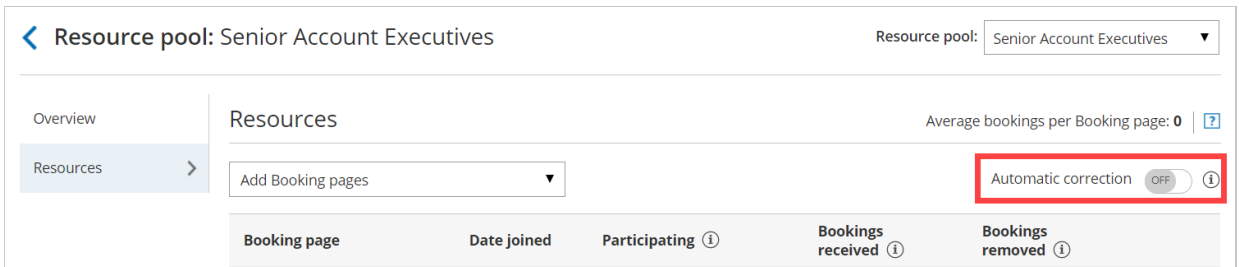 Resource pool: Senior Account Executives
Resource pool: Senior Account Executives
Overview
Resources
Average bookings per Booking page: 0 ?
Resources
Add Booking pages
Automatic correction OFF i
Booking page
Date joined
Participating i
Bookings
received i
Bookings
removed i